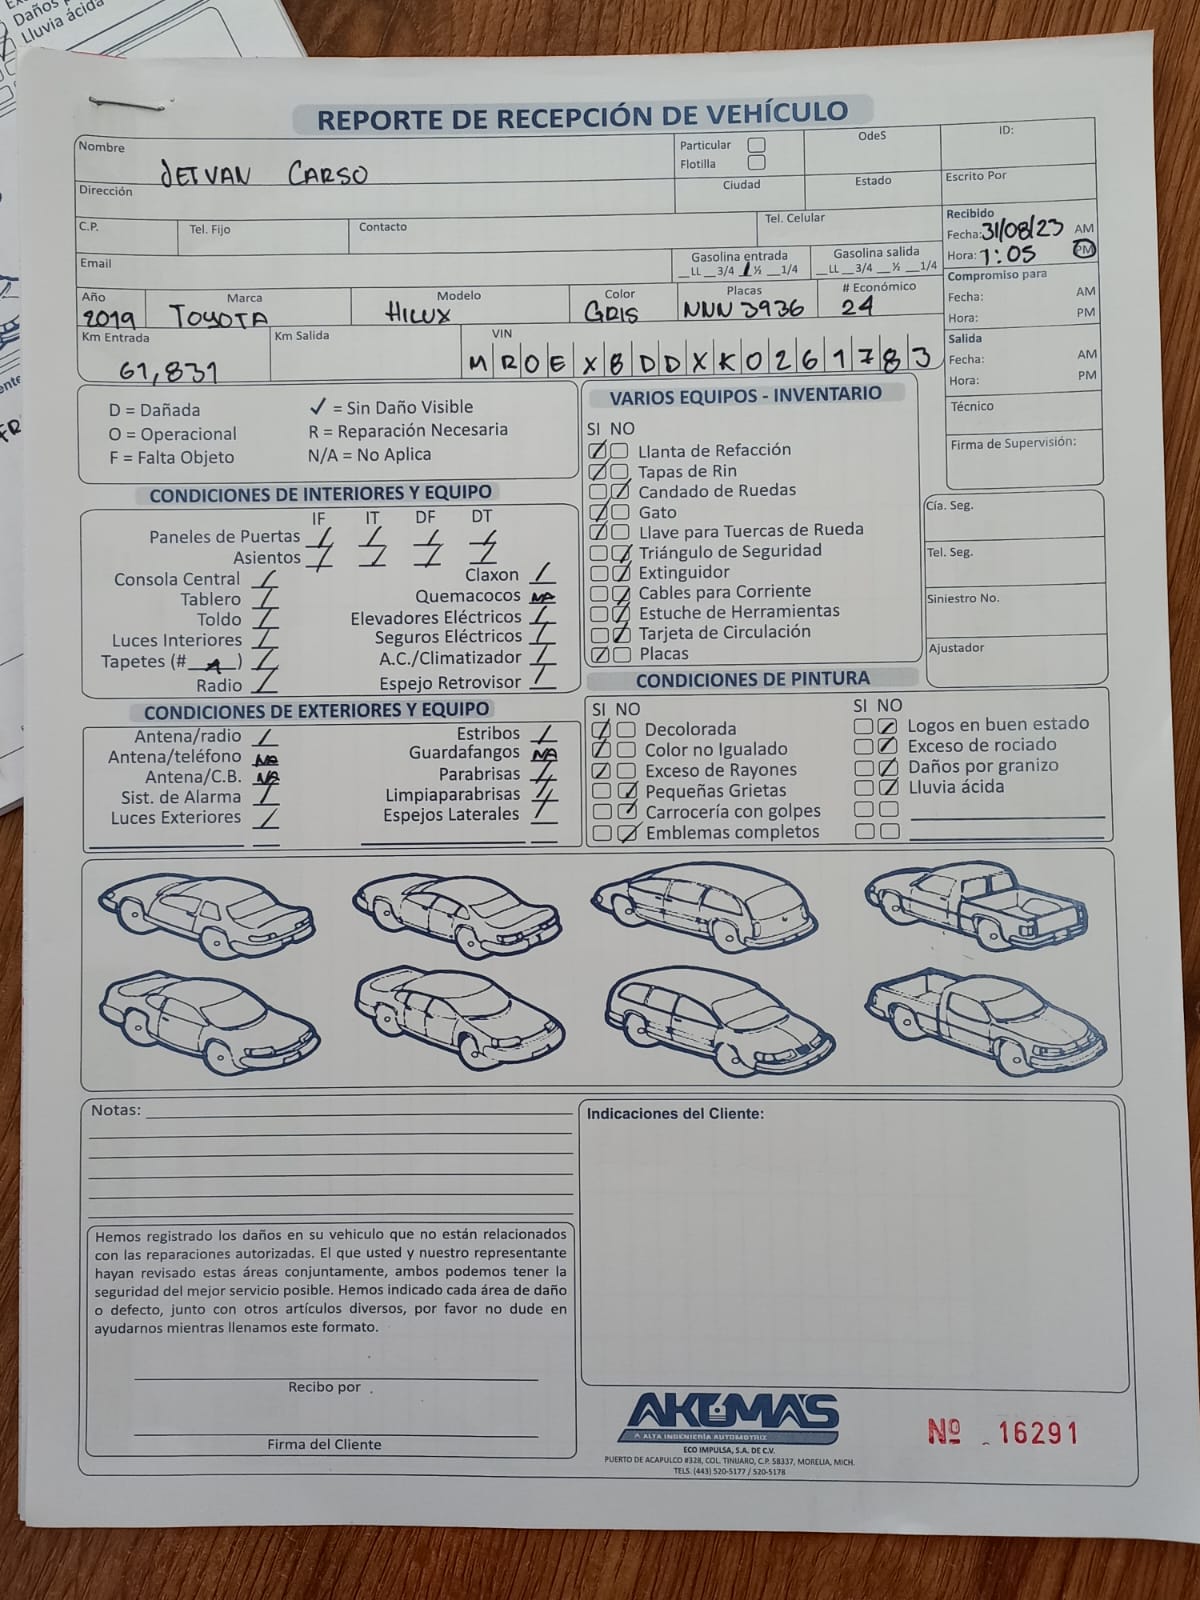 Daños p
Lluvia ácida
REPORTE DE RECEPCIÓN DE VEHÍCULO
Nombre JETVAN CARSO
Particular
Flotilla
OdeS
ID:
Dirección
Ciudad
Estado
Escrito Por
C.P.
Tel. Fijo
Contacto
Tel. Celular
Recibido
Fecha: 31/08/23 AM
Hora: 1:05 PM
Email
Gasolina entrada
__LL __3/4 __½ __1/4
Gasolina salida
__LL __3/4 __½ __1/4
Compromiso para
Fecha: AM
Hora: PM
Año Marca Modelo Color Placas # Económico
2019 TOYOTA HILUX GRIS NNN 3936 24
Km Entrada Km Salida VIN
61,831 MR0EX8DDXK0261783
Salida
Fecha: AM
Hora: PM
Técnico
Firma de Supervisión:
D = Dañada ✓ = Sin Daño Visible
O = Operacional R = Reparación Necesaria
F = Falta Objeto N/A = No Aplica
VARIOS EQUIPOS - INVENTARIO
SI NO
Llanta de Refacción
Tapas de Rin
Candado de Ruedas
Gato
Llave para Tuercas de Rueda
Triángulo de Seguridad
Extinguidor
Cables para Corriente
Estuche de Herramientas
Tarjeta de Circulación
Placas
Cía. Seg.
Tel. Seg.
Siniestro No.
Ajustador
CONDICIONES DE INTERIORES Y EQUIPO
IF IT DF DT
Paneles de Puertas
Asientos
Consola Central Claxon
Tablero Quemacocos NA
Toldo Elevadores Eléctricos
Luces Interiores Seguros Eléctricos
Tapetes (#____) A.C./Climatizador
Radio Espejo Retrovisor
CONDICIONES DE EXTERIORES Y EQUIPO
Antena/radio Estribos
Antena/teléfono NA Guardafangos NA
Antena/C.B. NA Parabrisas
Sist. de Alarma Limpiaparabrisas
Luces Exteriores Espejos Laterales
CONDICIONES DE PINTURA
SI NO SI NO
Decolorada Logos en buen estado
Color no Igualado Exceso de rociado
Exceso de Rayones Daños por granizo
Pequeñas Grietas Lluvia ácida
Carrocería con golpes
Emblemas completos
Notas:
Indicaciones del Cliente:
Hemos registrado los daños en su vehiculo que no están relacionados
con las reparaciones autorizadas. El que usted y nuestro representante
hayan revisado estas áreas conjuntamente, ambos podemos tener la
seguridad del mejor servicio posible. Hemos indicado cada área de daño
o defecto, junto con otros artículos diversos, por favor no dude en
ayudarnos mientras llenamos este formato.
Recibo por
Firma del Cliente
AKUMA'S
ALTA INGENIERÍA AUTOMOTRIZ
ECO IMPULSA, S.A. DE C.V.
PUERTO DE ACAPULCO #328, COL. TINIJARO, C.P. 58337, MORELIA, MICH.
TELS. (443) 520-5177 / 520-5178
Nº 16291